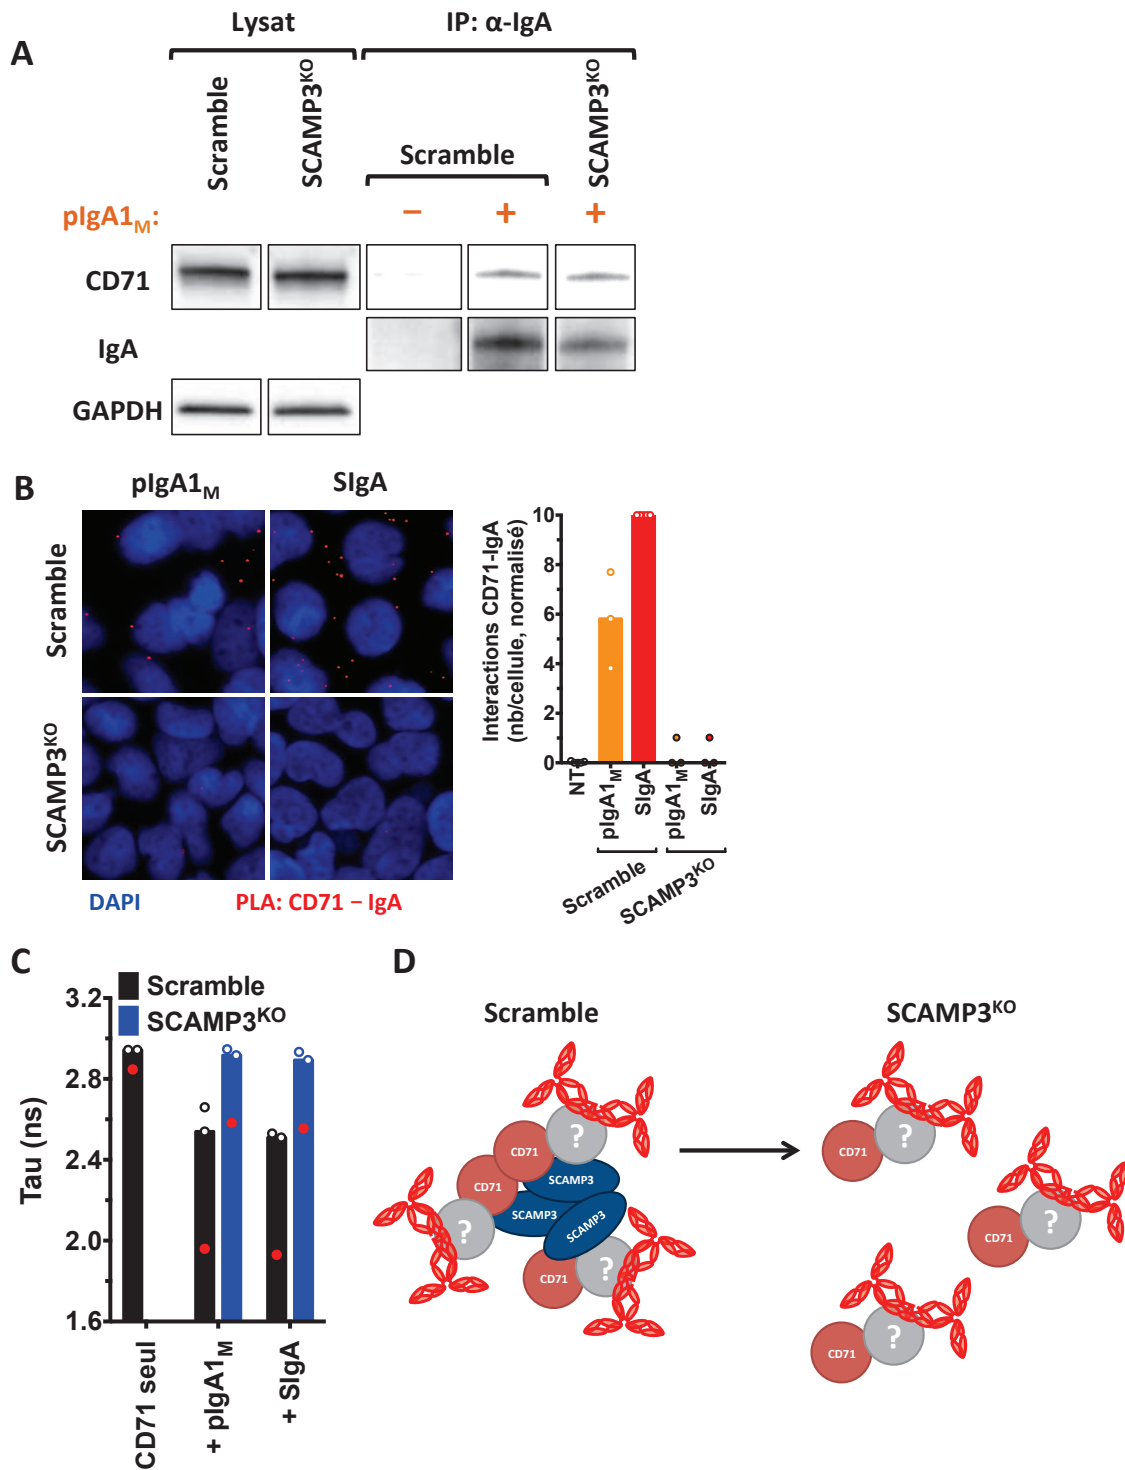 A
Lysat
IP: α-IgA
Scramble
SCAMP3KO
Scramble
SCAMP3KO
pIgA1M:
− + +
CD71
IgA
GAPDH
B
pIgA1M
SIgA
Scramble
SCAMP3KO
DAPI
PLA: CD71 – IgA
Interactions CD71-IgA
(nb/cellule, normalisé)
10
8
6
4
2
0
NT
pIgA1M
SIgA
pIgA1M
SIgA
Scramble
SCAMP3KO
C
Scramble
SCAMP3KO
Tau (ns)
3.2
2.8
2.4
2.0
1.6
CD71 seul
+ pIgA1M
+ SIgA
D
Scramble
SCAMP3KO
?
CD71
SCAMP3
CD71
SCAMP3
SCAMP3
?
CD71
?
CD71
?
CD71
?
CD71
?